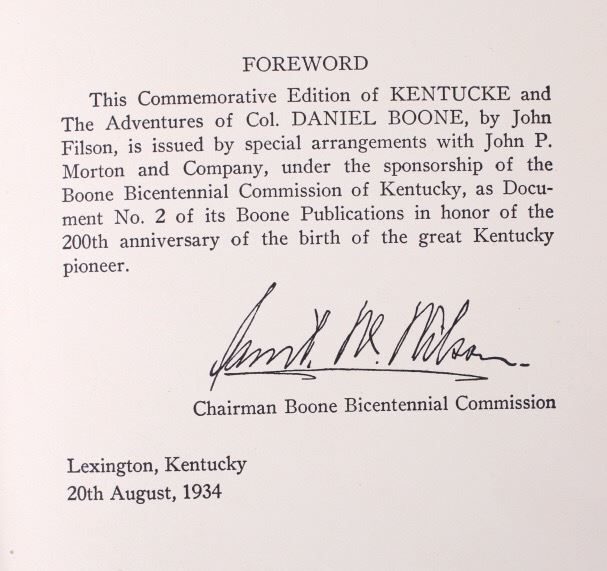 FOREWORD
This Commemorative Edition of KENTUCKE and
The Adventures of Col. DANIEL BOONE, by John
Filson, is issued by special arrangements with John P.
Morton and Company, under the sponsorship of the
Boone Bicentennial Commission of Kentucky, as Docu-
ment No. 2 of its Boone Publications in honor of the
200th anniversary of the birth of the great Kentucky
pioneer.
Wilson
Chairman Boone Bicentennial Commission
Lexington, Kentucky
20th August, 1934